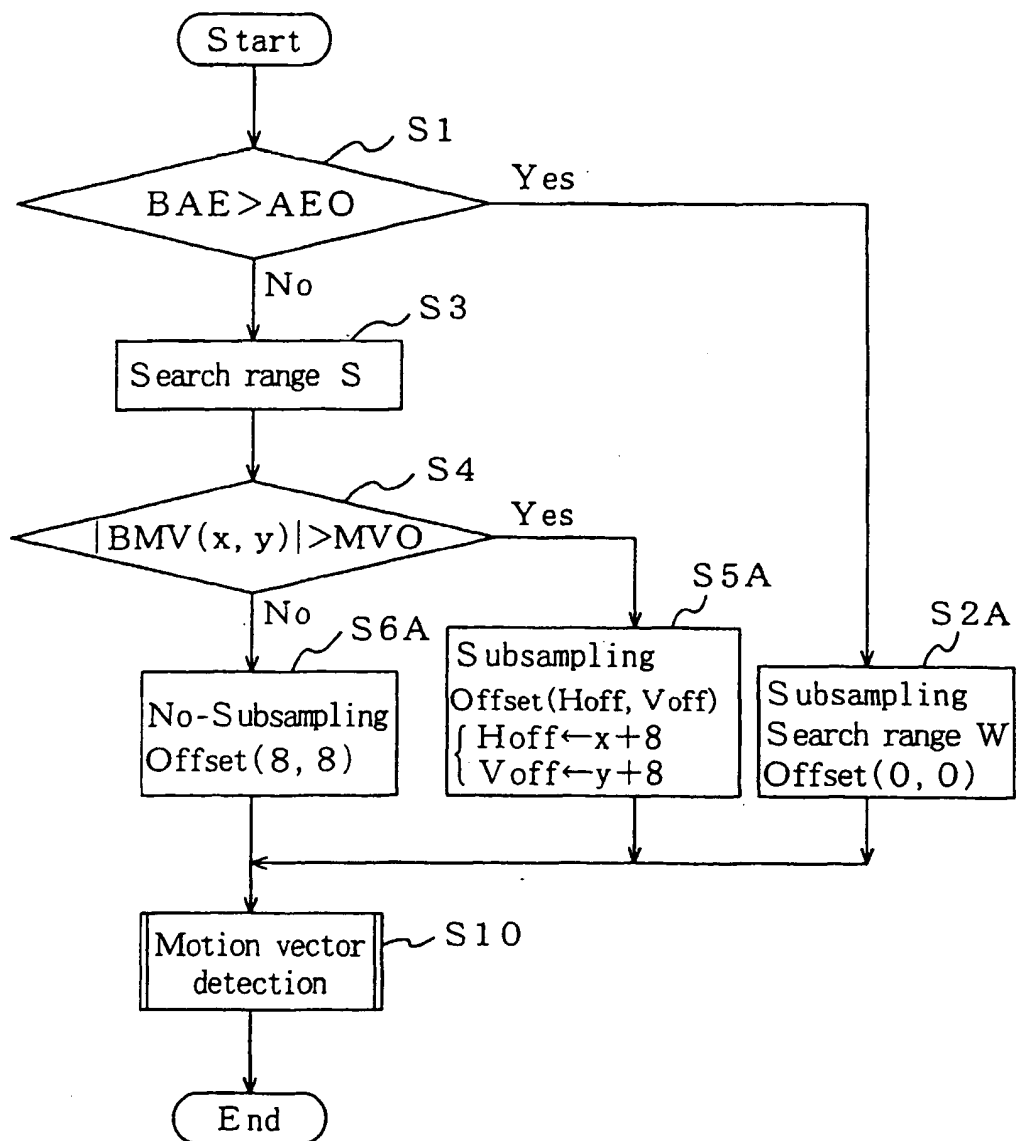 Start
S1
BAE>AEO
Yes
No
S3
Search range S
S4
|BMV(x, y)|>MVO
Yes
No
S6A
No-Subsampling
Offset(8, 8)
S5A
Subsampling
Offset(Hoff, Voff)
{ Hoff←x+8
Voff←y+8
S2A
Subsampling
Search range W
Offset(0, 0)
Motion vector
detection
S10
End